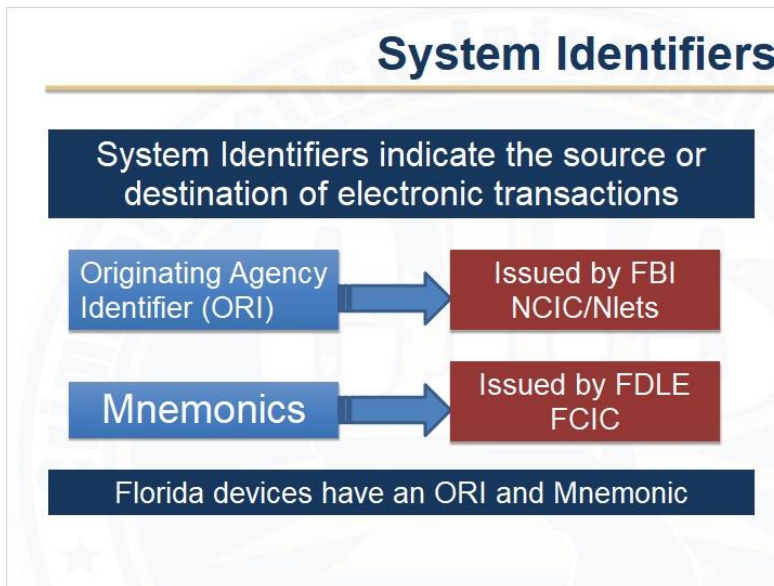 System Identifiers
System Identifiers indicate the source or
destination of electronic transactions
Originating Agency
Identifier (ORI)
Issued by FBI
NCIC/Nlets
Mnemonics
Issued by FDLE
FCIC
Florida devices have an ORI and Mnemonic